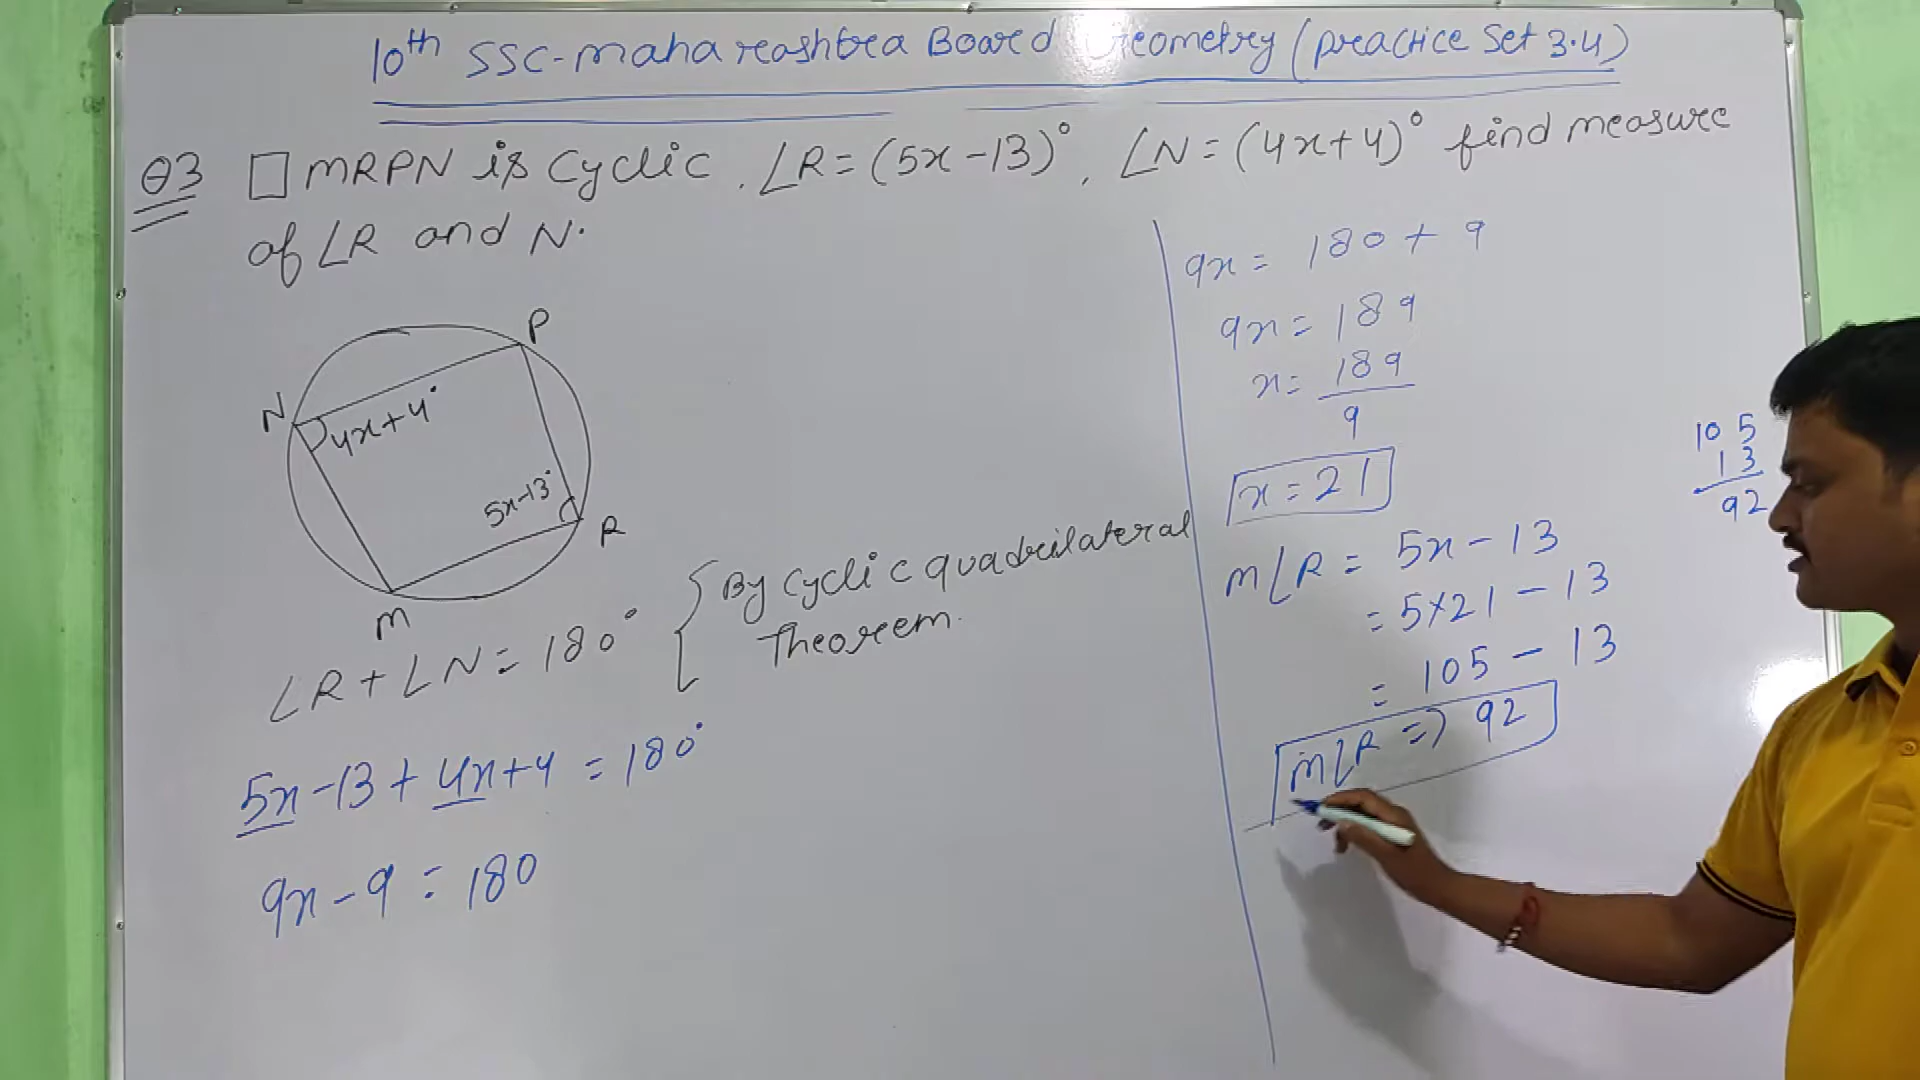 10th SSC-maharashtra Board Geometry (practice Set 3.4)
Q3 □ MRPN is Cyclic. ∠R = (5x-13)°, ∠N = (4x+4)° find measure
of ∠R and N.
P
N
4x+4°
5x-13°
R
M
∠R + ∠N = 180° { By cyclic quadrilateral
Theorem.
5x-13 + 4x+4 = 180°
9x - 9 = 180
9x = 180 + 9
9x = 189
x = 189
9
x = 21
m∠R = 5x - 13
= 5×21 - 13
= 105 - 13
m∠R => 92
105
13
92